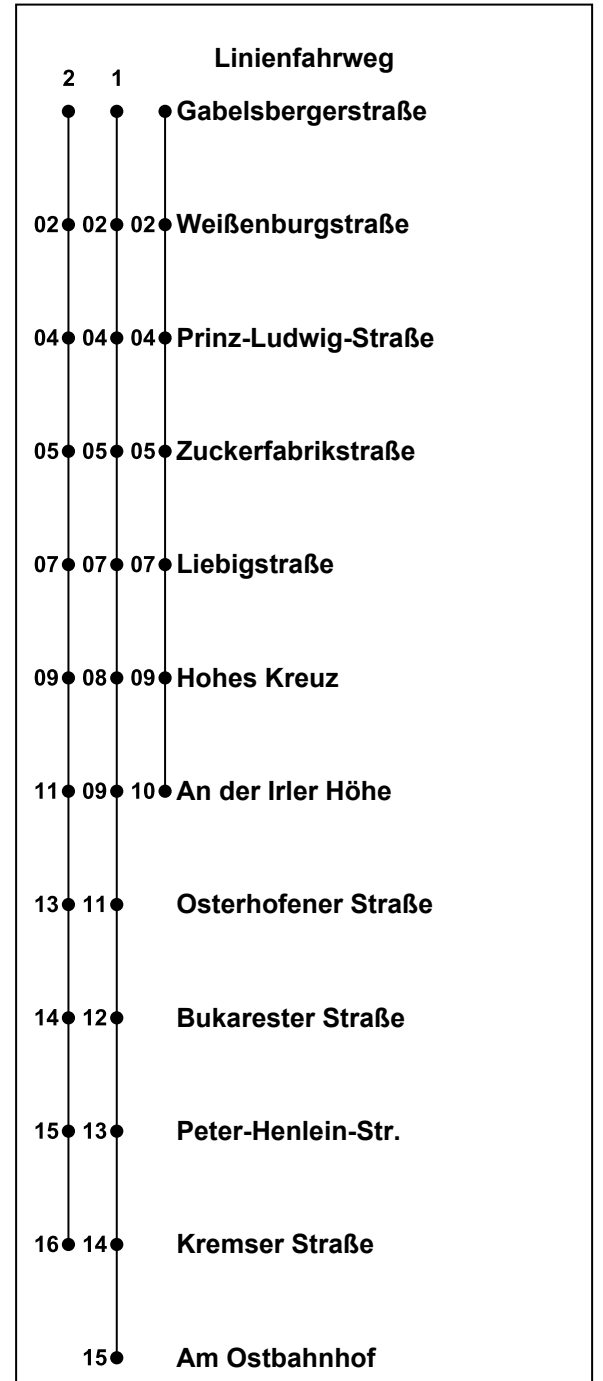 Linienfahrweg
2 1
Gabelsbergerstraße
02 02 02 Weißenburgstraße
04 04 04 Prinz-Ludwig-Straße
05 05 05 Zuckerfabrikstraße
07 07 07 Liebigstraße
09 08 09 Hohes Kreuz
11 09 10 An der Irler Höhe
13 11 Osterhofener Straße
14 12 Bukarester Straße
15 13 Peter-Henlein-Str.
16 14 Kremser Straße
15 Am Ostbahnhof